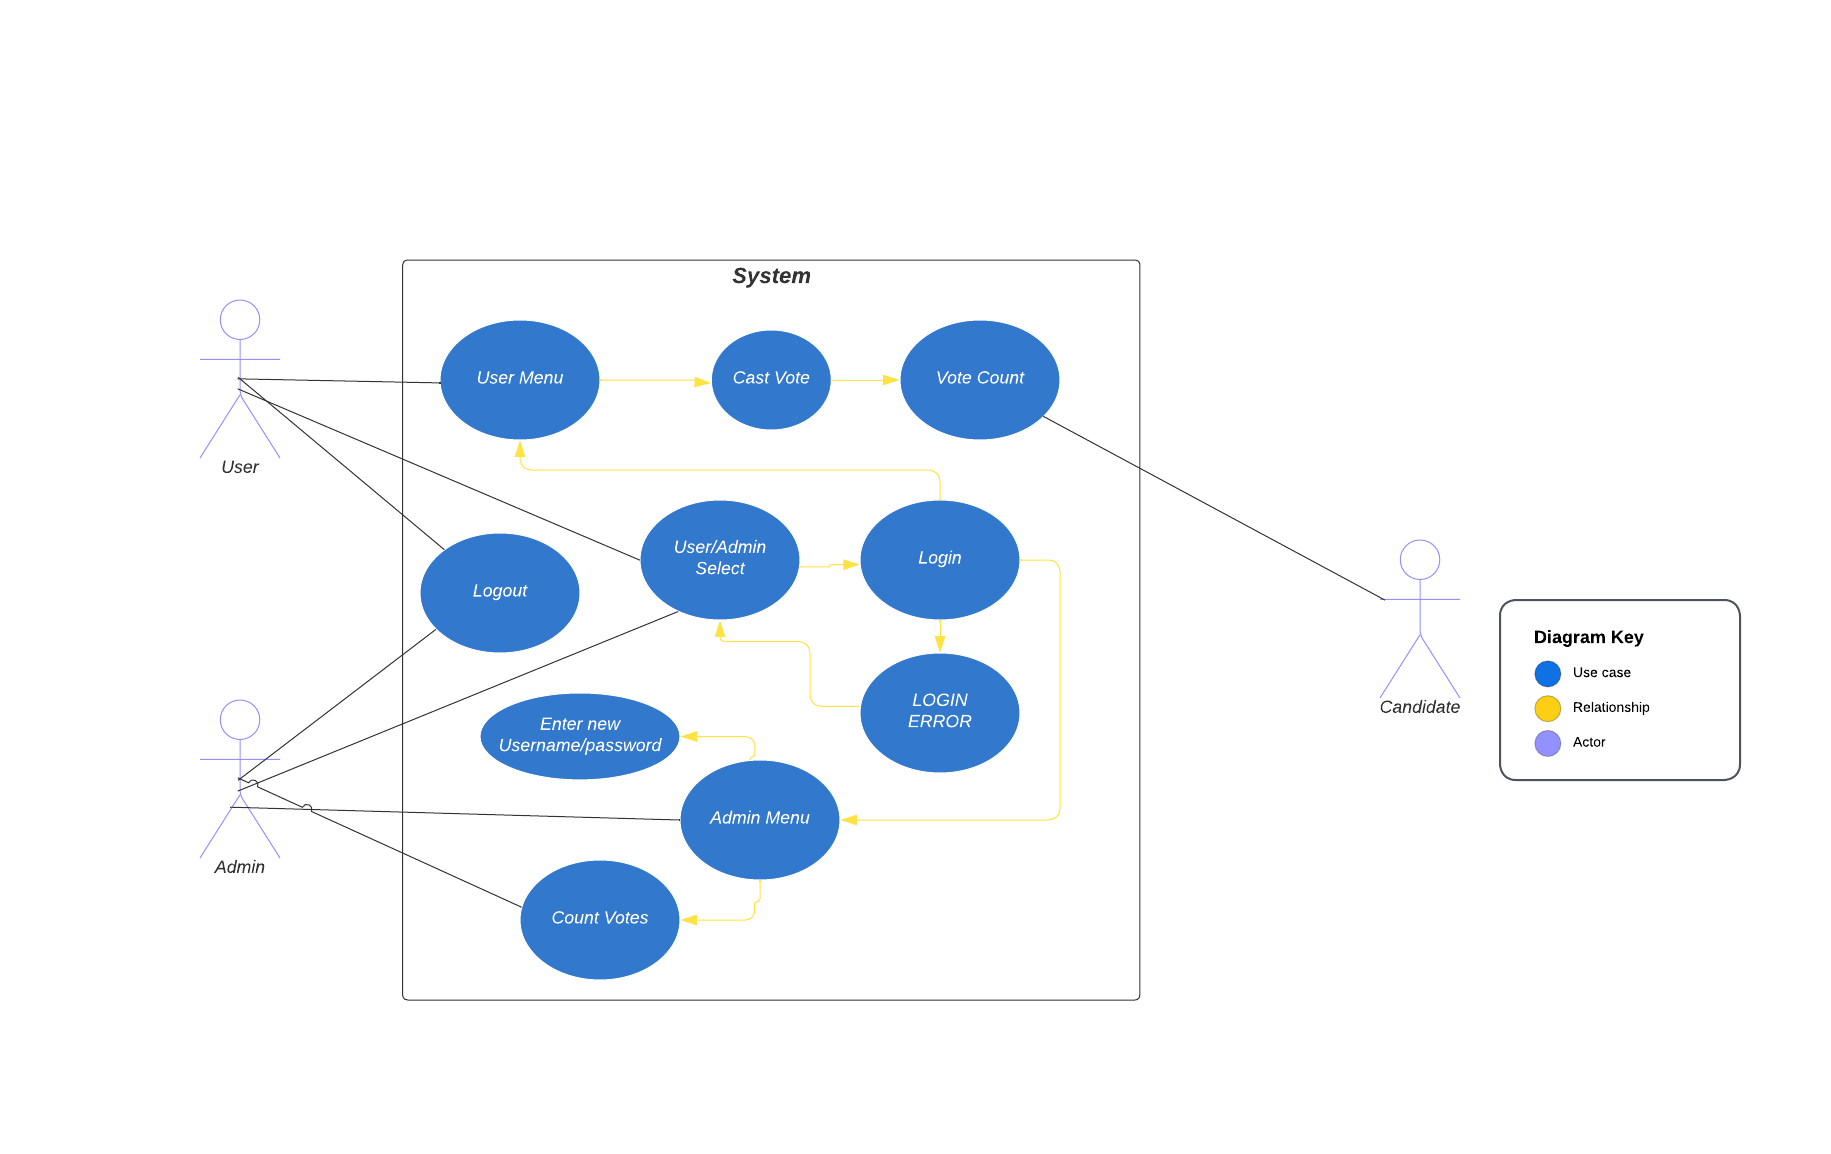 System
User Menu
Cast Vote
Vote Count
User
User/Admin
Select
Login
Logout
LOGIN
ERROR
Candidate
Diagram Key
Use case
Relationship
Actor
Enter new
Username/password
Admin Menu
Admin
Count Votes